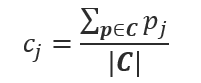 c_j = \frac{\sum_{p \in C} p_j}{|C|}